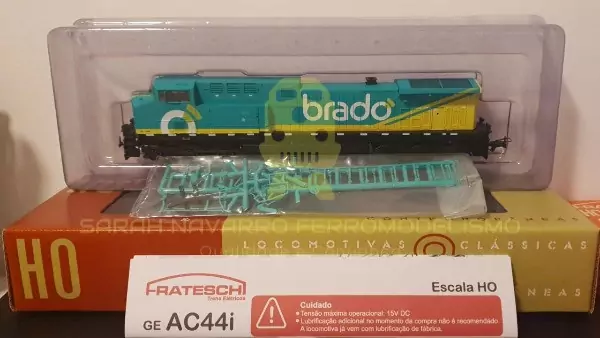 brado
SARAH NAVARRO FERROMODELISMO
HO
LOCOMOTIVAS CLÁSSICAS
FRATESCHI
Trens Elétricos
GE AC44i
Escala HO
Cuidado
• Tensão máxima operacional: 15V DC
• Lubrificação adicional no momento da compra não é recomendado.
A locomotiva já vem com lubrificação de fábrica.